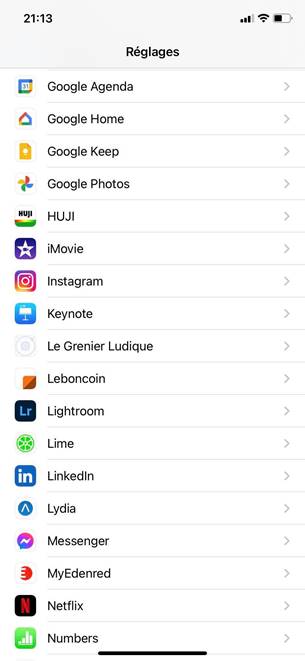 21:13
Réglages
Google Agenda
Google Home
Google Keep
Google Photos
HUJI
HUJI
iMovie
Instagram
Keynote
Le Grenier Ludique
Leboncoin
Lr
Lightroom
Lime
in
LinkedIn
Lydia
Messenger
MyEdenred
N
Netflix
Numbers